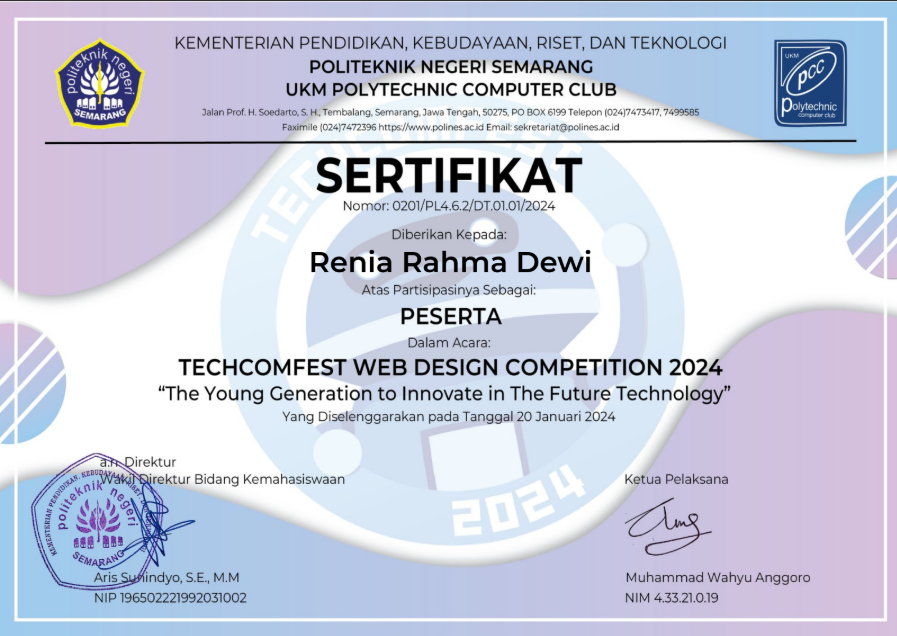 KEMENTERIAN PENDIDIKAN, KEBUDAYAAN, RISET, DAN TEKNOLOGI
POLITEKNIK NEGERI SEMARANG
UKM POLYTECHNIC COMPUTER CLUB
Jalan Prof. H. Soedarto, S. H., Tembalang, Semarang, Jawa Tengah, 50275, PO BOX 6199 Telepon (024)7473417, 7499585
Faximile (024)7472396 https://www.polines.ac.id Email: sekretariat@polines.ac.id
politeknik negeri
SEMARANG
UKM
pcc
Polytechnic
computer club
SERTIFIKAT
Nomor: 0201/PL4.6.2/DT.01.01/2024
Diberikan Kepada:
Renia Rahma Dewi
Atas Partisipasinya Sebagai:
PESERTA
Dalam Acara:
TECHCOMFEST WEB DESIGN COMPETITION 2024
“The Young Generation to Innovate in The Future Technology”
Yang Diselenggarakan pada Tanggal 20 Januari 2024
TECHCOMFEST
2024
a.n. Direktur
Wakil Direktur Bidang Kemahasiswaan
politeknik negeri
SEMARANG
KEMENTERIAN PENDIDIKAN, KEBUDAYAAN, RISET,
Aris Sunindyo, S.E., M.M
NIP 196502221992031002
Ketua Pelaksana
Muhammad Wahyu Anggoro
NIM 4.33.21.0.19